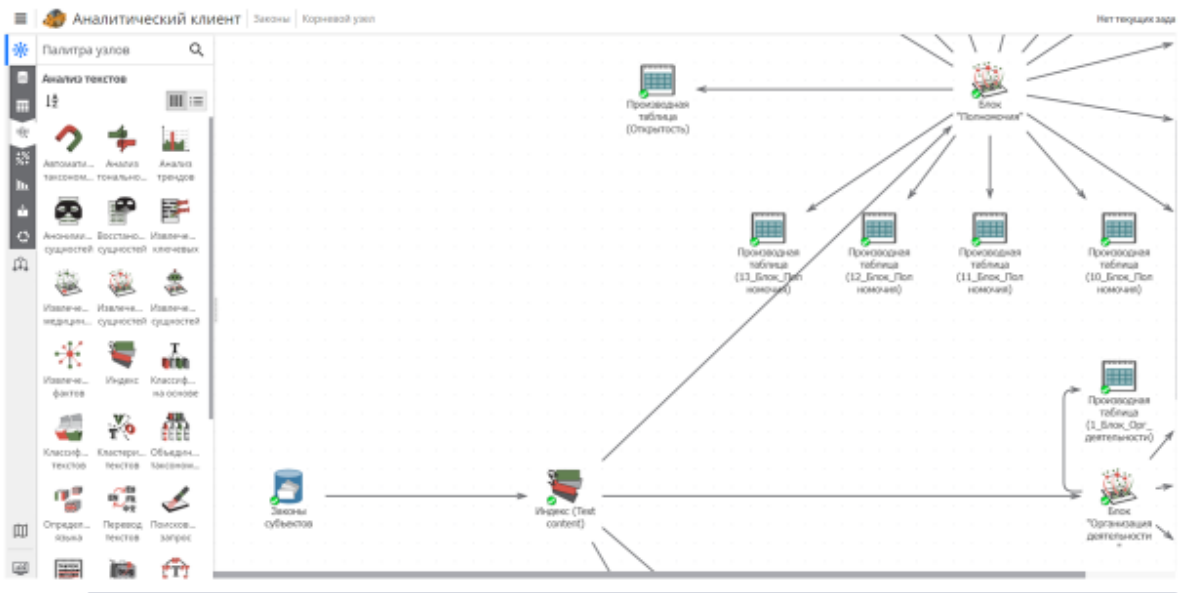 Аналитический клиент Законы Корневой узел
Нет текущих зада
Палитра узлов
Анализ текстов
Автомати... Анализ Анализ
таксоном... тонально... трендов
Анонимии... Восстано... Извлече...
сущностей сущностей ключевых
Извлече... Извлече... Извлече...
медицин... сущностей сущностей
Извлече... Индекс Классиф...
фактов на основе
Классиф... Кластери... Объедин...
текстов текстов таксоном...
Определ... Перевод Поисков...
языка текстов запрос
Производная
таблица
(Открытость)
Блок
"Полномочия"
Производная
таблица
(13_Блок_Пол
номочия)
Производная
таблица
(12_Блок_Пол
номочия)
Производная
таблица
(11_Блок_Пол
номочия)
Производная
таблица
(10_Блок_Пол
номочия)
Производная
таблица
(1_Блок_Орг_
деятельности)
Законы
субъектов
Индекс (Text
content)
Блок
"Организация
деятельности
"